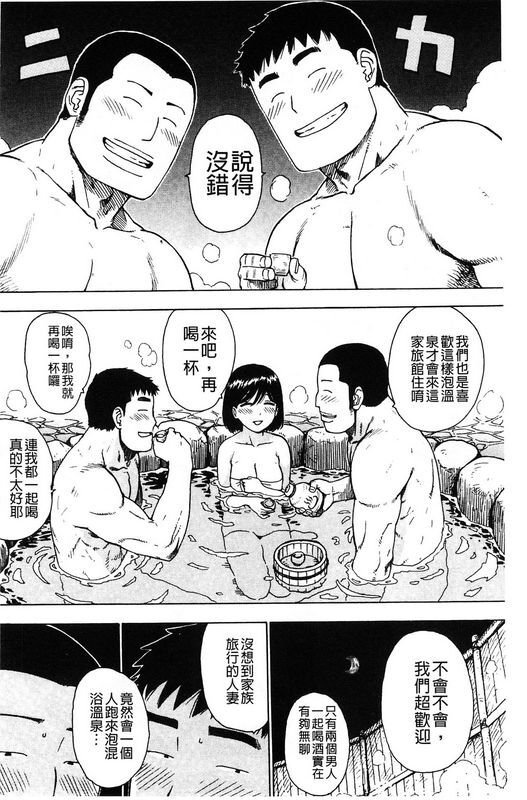 ニカ
說得
沒錯
我們也是喜
歡這樣泡溫
泉才會來這
家旅館住唷
來吧，再
喝一杯
唉唷，那我就
再喝一杯囉
連我都一起喝
真的不太好耶
不會不會，
我們超歡迎
只有兩個男人
一起喝酒實在
有夠無聊
沒想到家族
旅行的人妻
竟然會一個
人跑來泡混
浴溫泉…